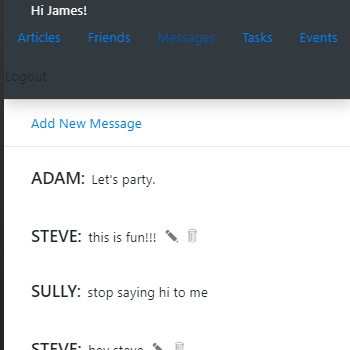 Hi James!
Articles Friends Messages Tasks Events
Logout
Add New Message
ADAM: Let's party.
STEVE: this is fun!!!
SULLY: stop saying hi to me
STEVE: hey steve